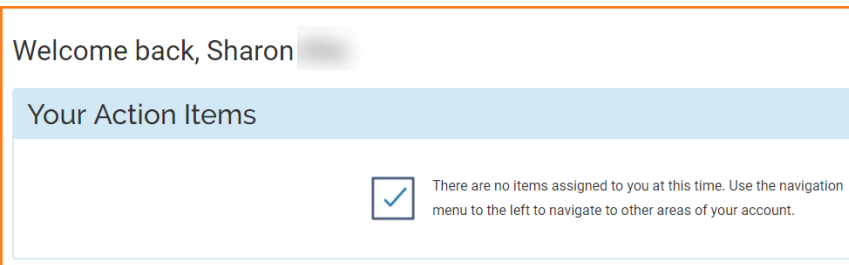 Welcome back, Sharon
Your Action Items
There are no items assigned to you at this time. Use the navigation
menu to the left to navigate to other areas of your account.